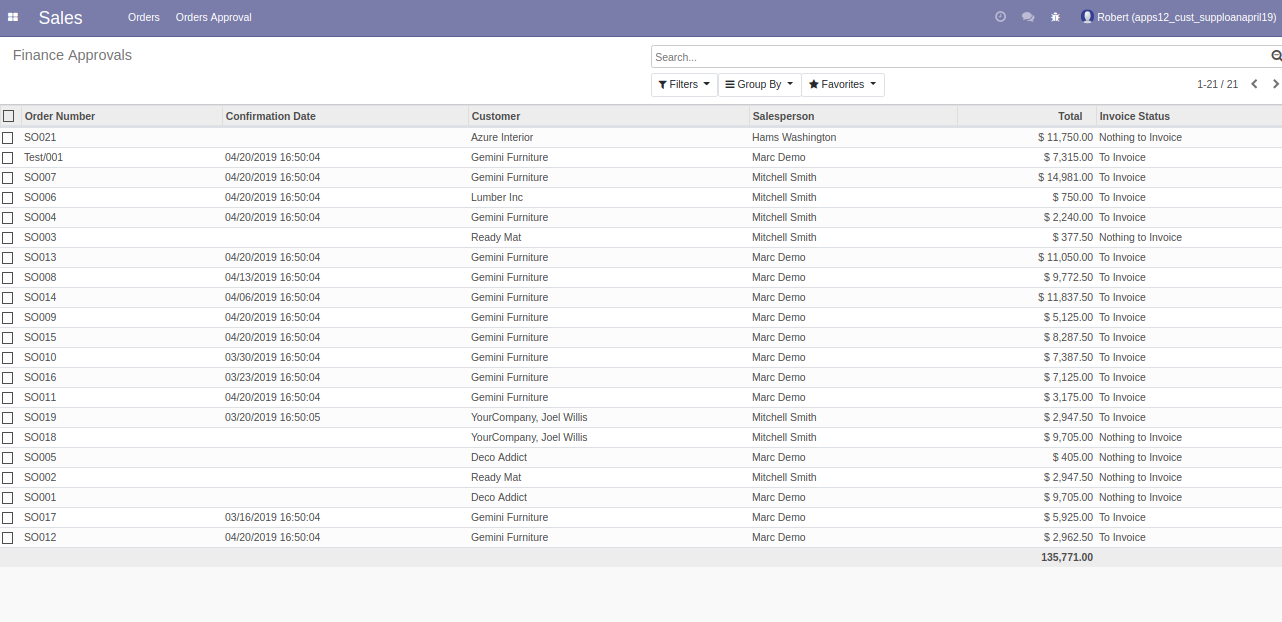 Sales Orders Orders Approval Robert (apps12_cust_supploanapril19)
Finance Approvals Search...
Filters Group By Favorites 1-21 / 21
Order Number Confirmation Date Customer Salesperson Total Invoice Status
SO021 Azure Interior Hams Washington $ 11,750.00 Nothing to Invoice
Test/001 04/20/2019 16:50:04 Gemini Furniture Marc Demo $ 7,315.00 To Invoice
SO007 04/20/2019 16:50:04 Gemini Furniture Mitchell Smith $ 14,981.00 To Invoice
SO006 04/20/2019 16:50:04 Lumber Inc Mitchell Smith $ 750.00 To Invoice
SO004 04/20/2019 16:50:04 Gemini Furniture Mitchell Smith $ 2,240.00 To Invoice
SO003 Ready Mat Mitchell Smith $ 377.50 Nothing to Invoice
SO013 04/20/2019 16:50:04 Gemini Furniture Marc Demo $ 11,050.00 To Invoice
SO008 04/13/2019 16:50:04 Gemini Furniture Marc Demo $ 9,772.50 To Invoice
SO014 04/06/2019 16:50:04 Gemini Furniture Marc Demo $ 11,837.50 To Invoice
SO009 04/20/2019 16:50:04 Gemini Furniture Marc Demo $ 5,125.00 To Invoice
SO015 04/20/2019 16:50:04 Gemini Furniture Marc Demo $ 8,287.50 To Invoice
SO010 03/30/2019 16:50:04 Gemini Furniture Marc Demo $ 7,387.50 To Invoice
SO016 03/23/2019 16:50:04 Gemini Furniture Marc Demo $ 7,125.00 To Invoice
SO011 04/20/2019 16:50:04 Gemini Furniture Marc Demo $ 3,175.00 To Invoice
SO019 03/20/2019 16:50:05 YourCompany, Joel Willis Mitchell Smith $ 2,947.50 To Invoice
SO018 YourCompany, Joel Willis Mitchell Smith $ 9,705.00 Nothing to Invoice
SO005 Deco Addict Marc Demo $ 405.00 Nothing to Invoice
SO002 Ready Mat Mitchell Smith $ 2,947.50 Nothing to Invoice
SO001 Deco Addict Marc Demo $ 9,705.00 Nothing to Invoice
SO017 03/16/2019 16:50:04 Gemini Furniture Marc Demo $ 5,925.00 To Invoice
SO012 04/20/2019 16:50:04 Gemini Furniture Marc Demo $ 2,962.50 To Invoice
135,771.00